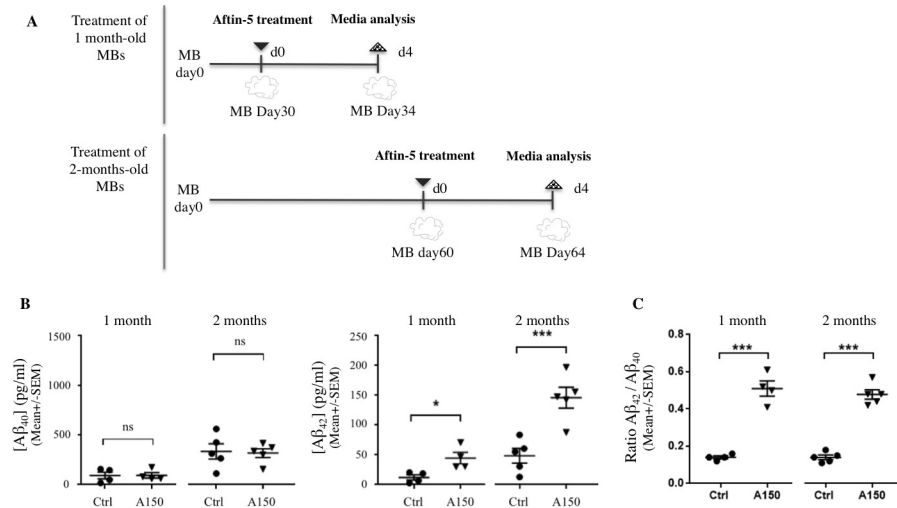 A
Treatment of
1 month-old
MBs
Aftin-5 treatment
Media analysis
MB
day0
d0
d4
MB Day30
MB Day34
Treatment of
2-months-old
MBs
Aftin-5 treatment
Media analysis
MB
day0
d0
d4
MB day60
MB Day64
B
[Aβ40] (pg/ml)
(Mean+/-SEM)
1500
1000
500
0
1 month
2 months
ns
ns
Ctrl
A150
Ctrl
A150
[Aβ42] (pg/ml)
(Mean+/-SEM)
250
200
150
100
50
0
1 month
2 months
*
***
Ctrl
A150
Ctrl
A150
C
Ratio Aβ42 / Aβ40
(Mean+/-SEM)
0.8
0.6
0.4
0.2
0.0
1 month
2 months
***
***
Ctrl
A150
Ctrl
A150